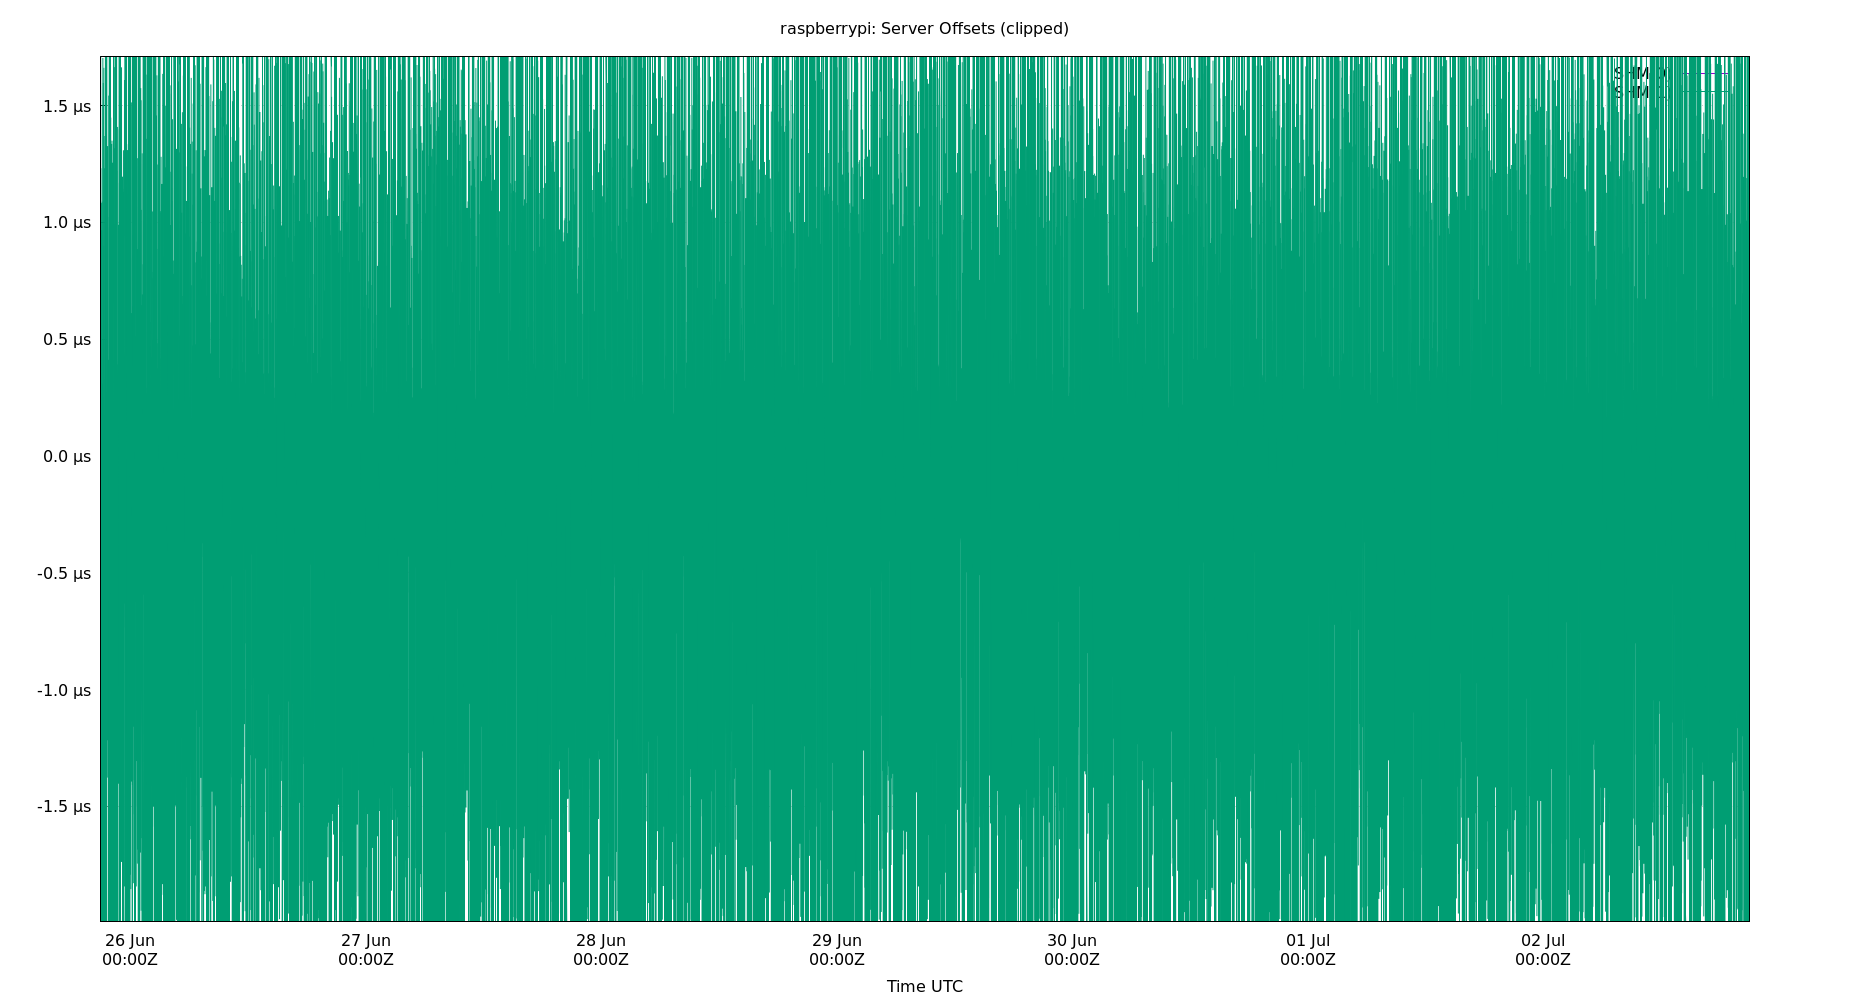 raspberrypi: Server Offsets (clipped)
1.5 µs
1.0 µs
0.5 µs
0.0 µs
-0.5 µs
-1.0 µs
-1.5 µs
26 Jun
00:00Z
27 Jun
00:00Z
28 Jun
00:00Z
29 Jun
00:00Z
30 Jun
00:00Z
01 Jul
00:00Z
02 Jul
00:00Z
Time UTC